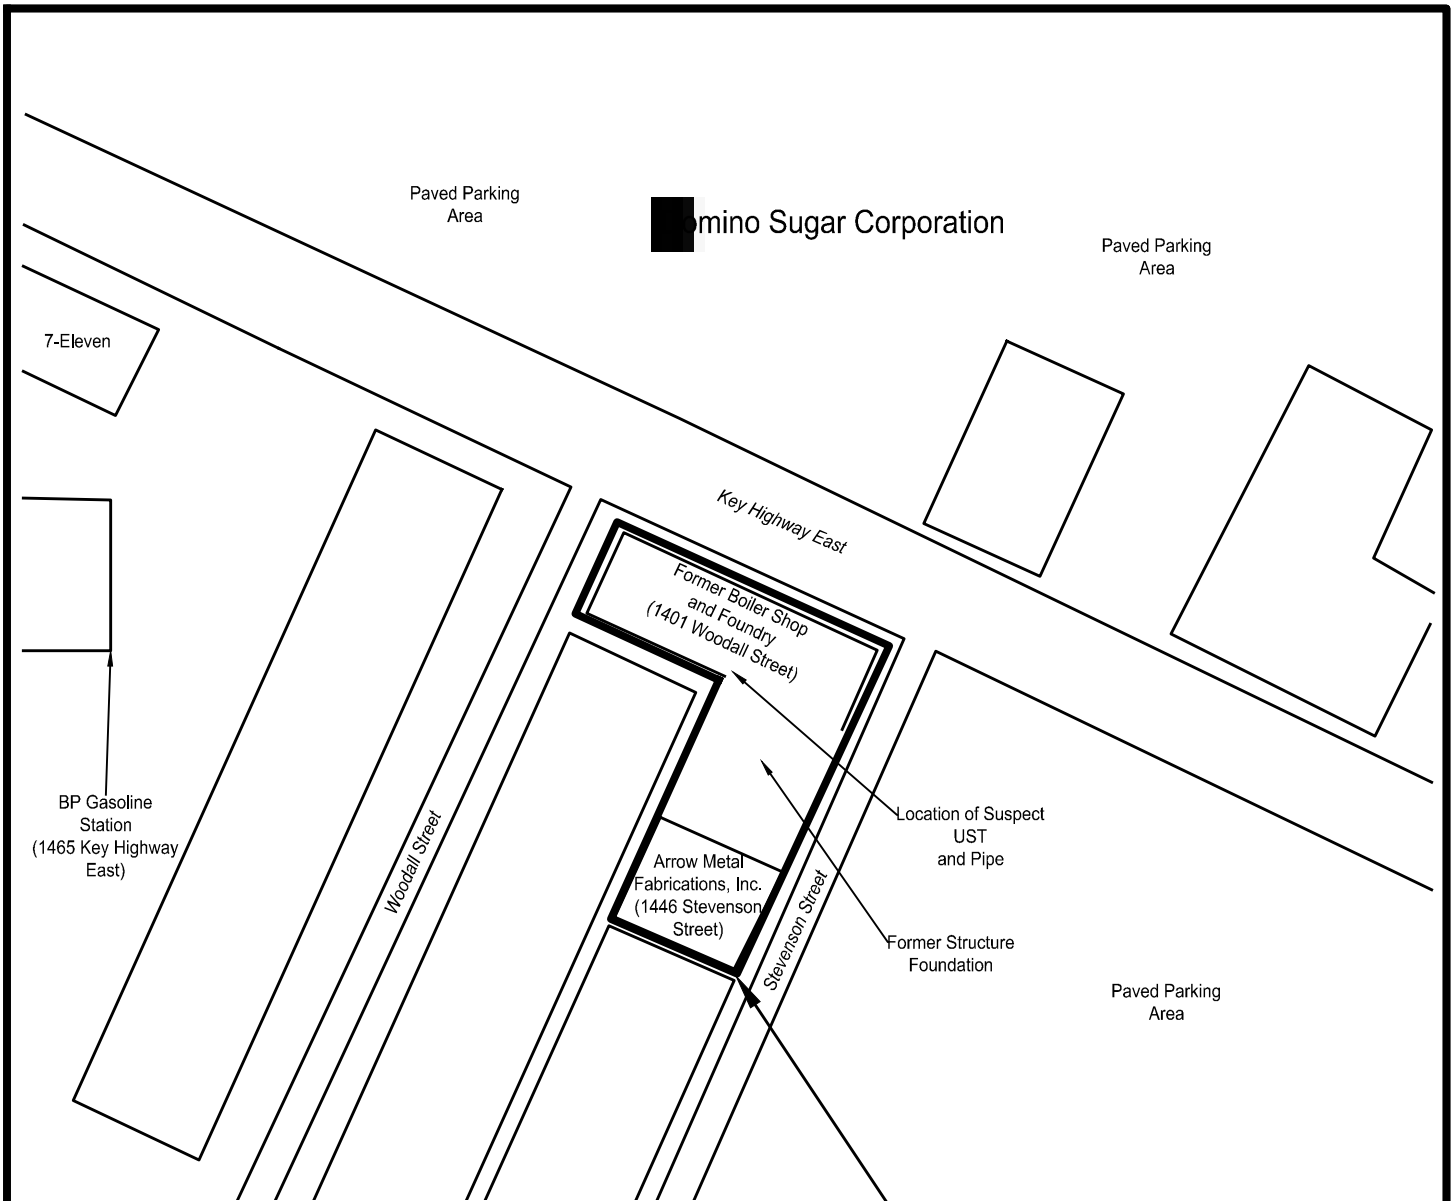 Paved Parking
Area
omino Sugar Corporation
Paved Parking
Area
7-Eleven
Key Highway East
Former Boiler Shop
and Foundry
(1401 Woodall Street)
BP Gasoline
Station
(1465 Key Highway
East)
Woodall Street
Location of Suspect
UST
and Pipe
Arrow Metal
Fabrications, Inc.
(1446 Stevenson
Street)
Stevenson Street
Former Structure
Foundation
Paved Parking
Area